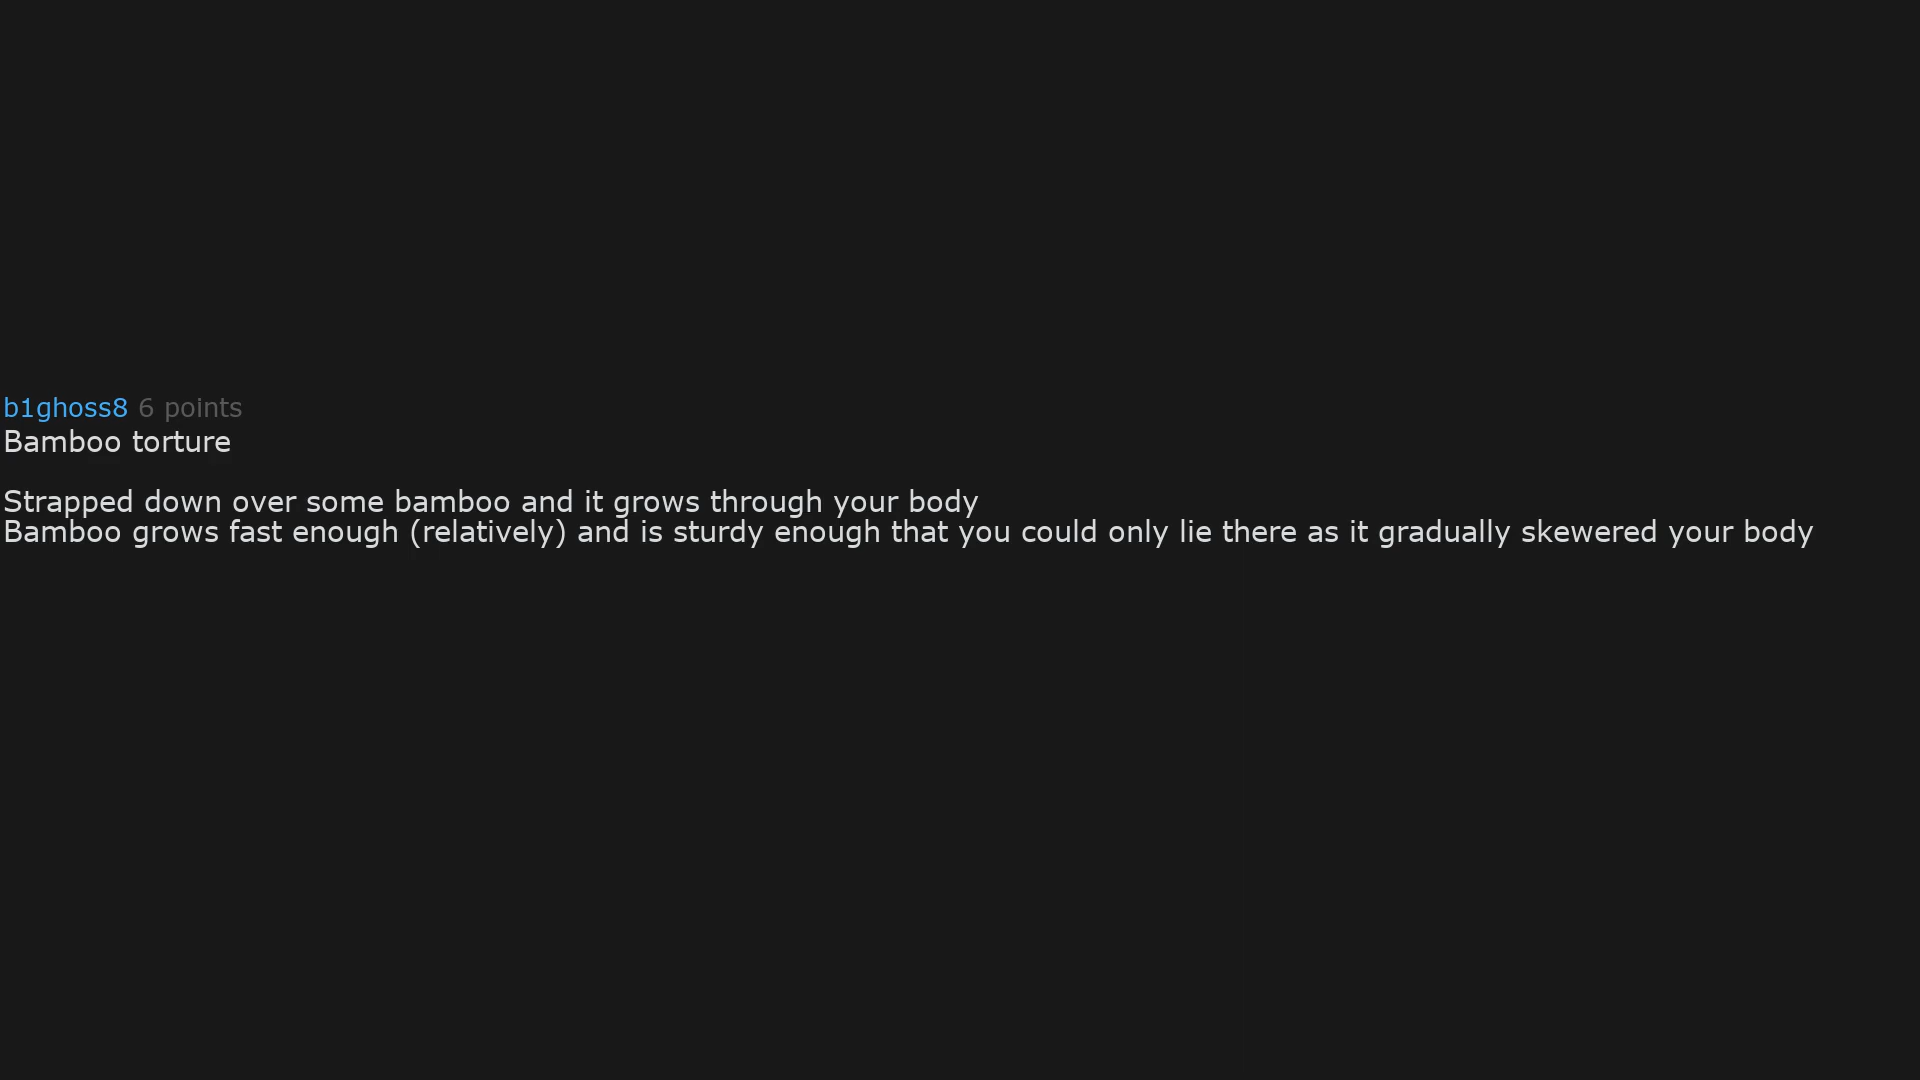 b1ghoss8 6 points
Bamboo torture
Strapped down over some bamboo and it grows through your body
Bamboo grows fast enough (relatively) and is sturdy enough that you could only lie there as it gradually skewered your body